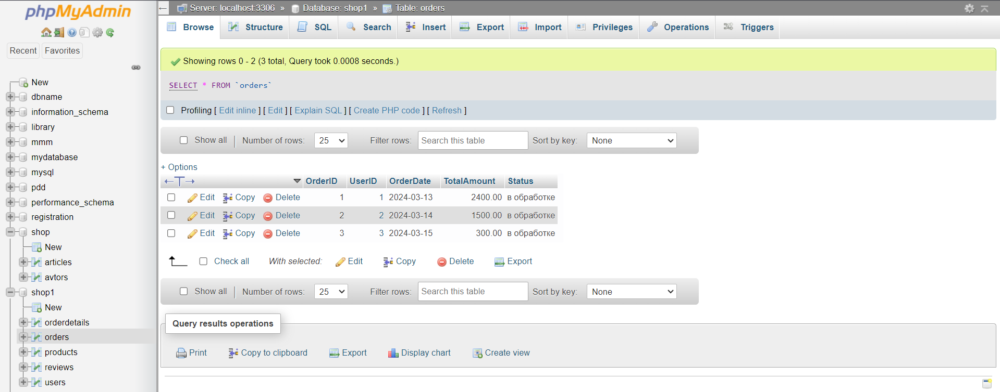 phpMyAdmin
Recent Favorites
New
dbname
information_schema
library
mmm
mydatabase
mysql
pdd
performance_schema
registration
shop
New
articles
avtors
shop1
New
orderdetails
orders
products
reviews
users
Server: localhost:3306 » Database: shop1 » Table: orders
Browse Structure SQL Search Insert Export Import Privileges Operations Triggers
Showing rows 0 - 2 (3 total, Query took 0.0008 seconds.)
SELECT * FROM `orders`
Profiling [ Edit inline ] [ Edit ] [ Explain SQL ] [ Create PHP code ] [ Refresh ]
Show all | Number of rows: 25 Filter rows: Search this table Sort by key: None
+ Options
←T→ OrderID UserID OrderDate TotalAmount Status
Edit Copy Delete 1 1 2024-03-13 2400.00 в обработке
Edit Copy Delete 2 2 2024-03-14 1500.00 в обработке
Edit Copy Delete 3 3 2024-03-15 300.00 в обработке
Check all With selected: Edit Copy Delete Export
Show all | Number of rows: 25 Filter rows: Search this table Sort by key: None
Query results operations
Print Copy to clipboard Export Display chart Create view